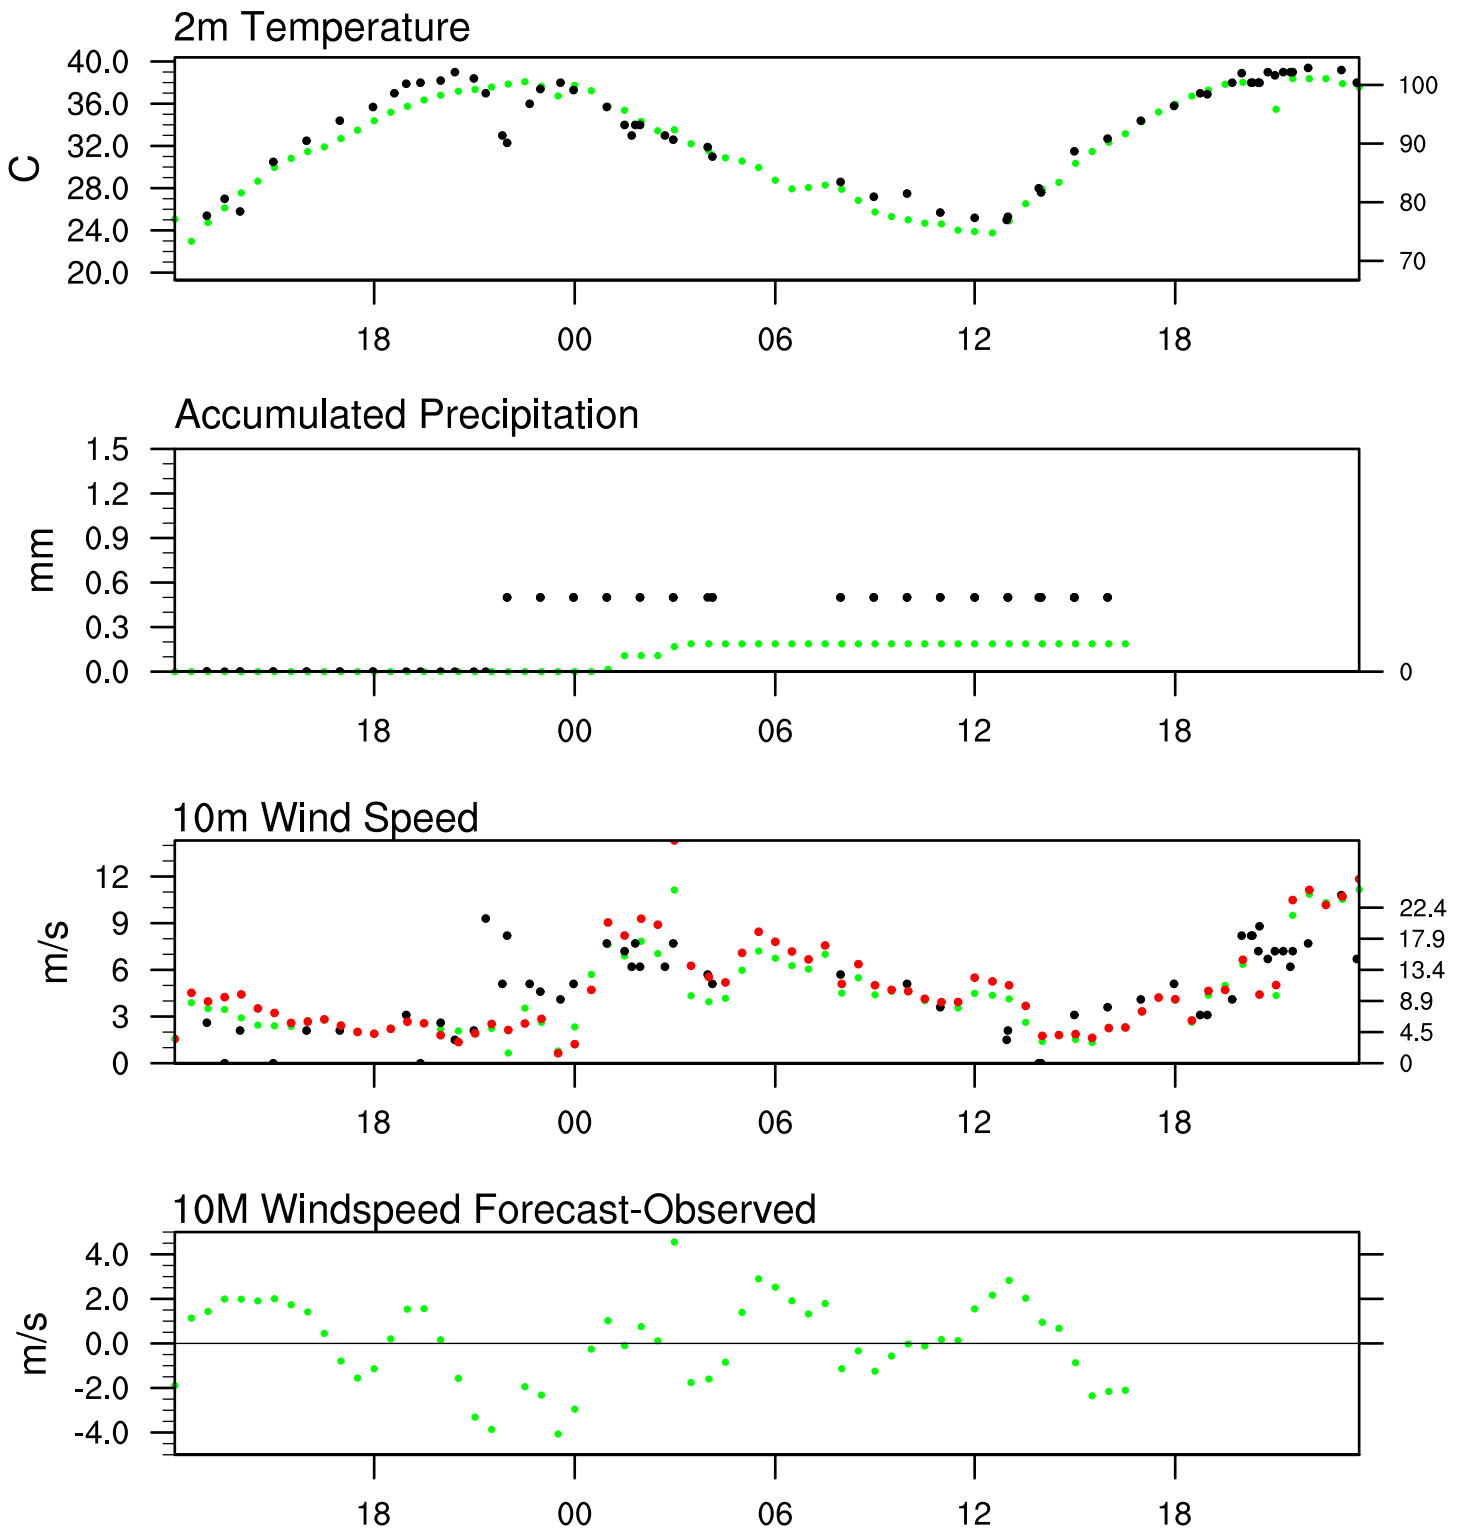 2m Temperature
40.0
36.0
32.0
28.0
24.0
20.0
C
100
90
80
70
18 00 06 12 18
Accumulated Precipitation
1.5
1.2
0.9
0.6
0.3
0.0
mm
0
18 00 06 12 18
10m Wind Speed
12
9
6
3
0
m/s
22.4
17.9
13.4
8.9
4.5
0
18 00 06 12 18
10M Windspeed Forecast-Observed
4.0
2.0
0.0
-2.0
-4.0
m/s
18 00 06 12 18